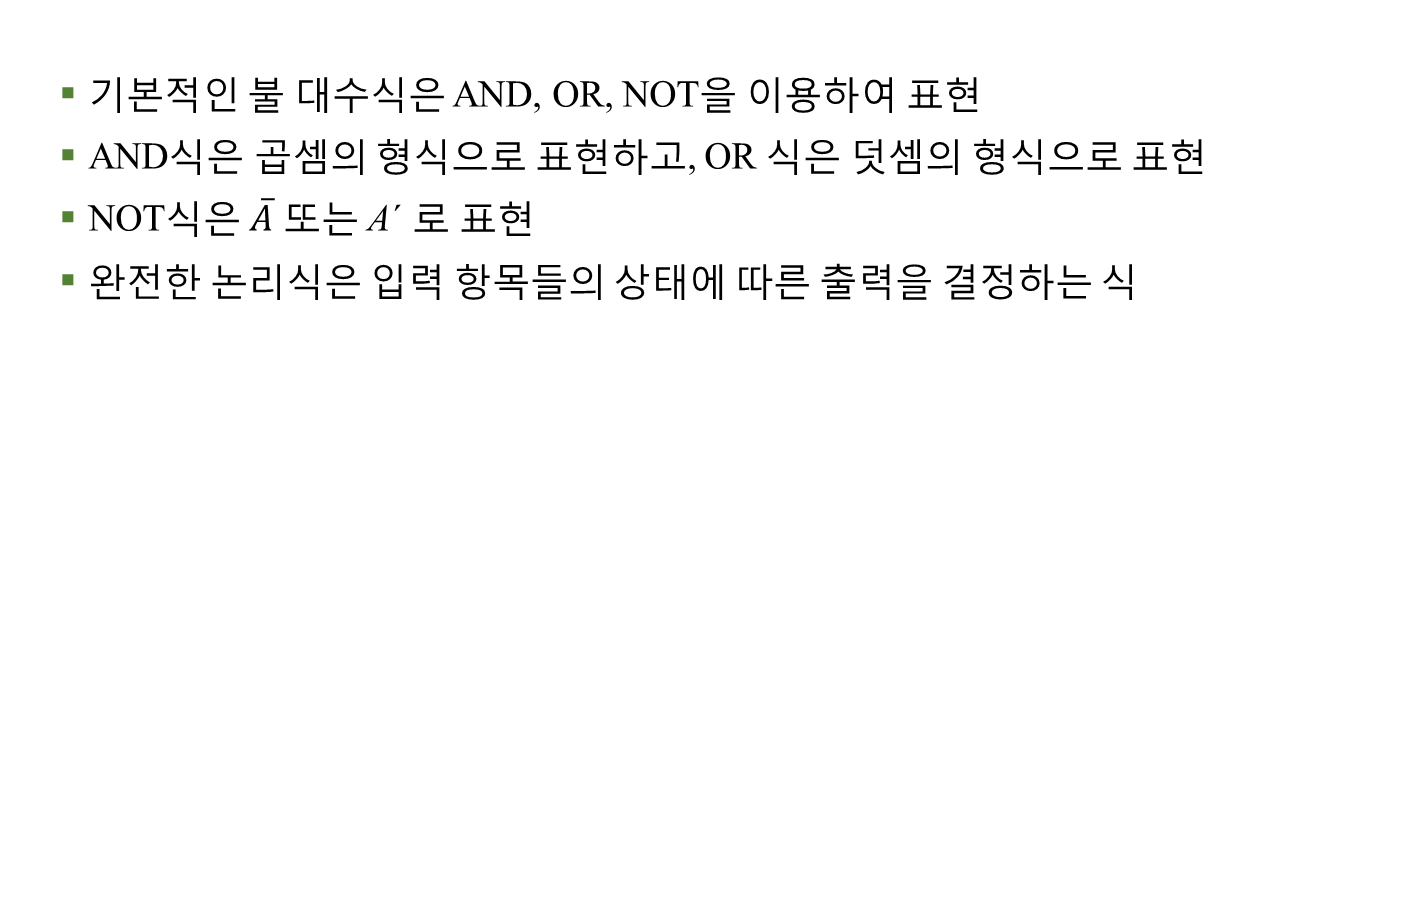 ▪ 기본적인 불 대수식은 AND, OR, NOT을 이용하여 표현
▪ AND식은 곱셈의 형식으로 표현하고, OR 식은 덧셈의 형식으로 표현
▪ NOT식은 Ā 또는 A′ 로 표현
▪ 완전한 논리식은 입력 항목들의 상태에 따른 출력을 결정하는 식